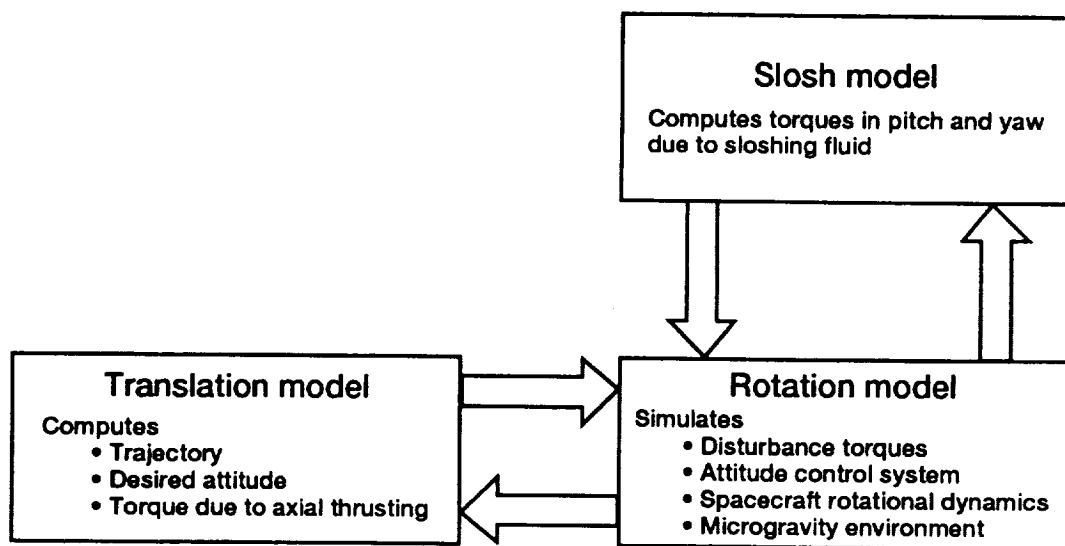 Slosh model
Computes torques in pitch and yaw
due to sloshing fluid
Translation model
Computes
• Trajectory
• Desired attitude
• Torque due to axial thrusting
Rotation model
Simulates
• Disturbance torques
• Attitude control system
• Spacecraft rotational dynamics
• Microgravity environment